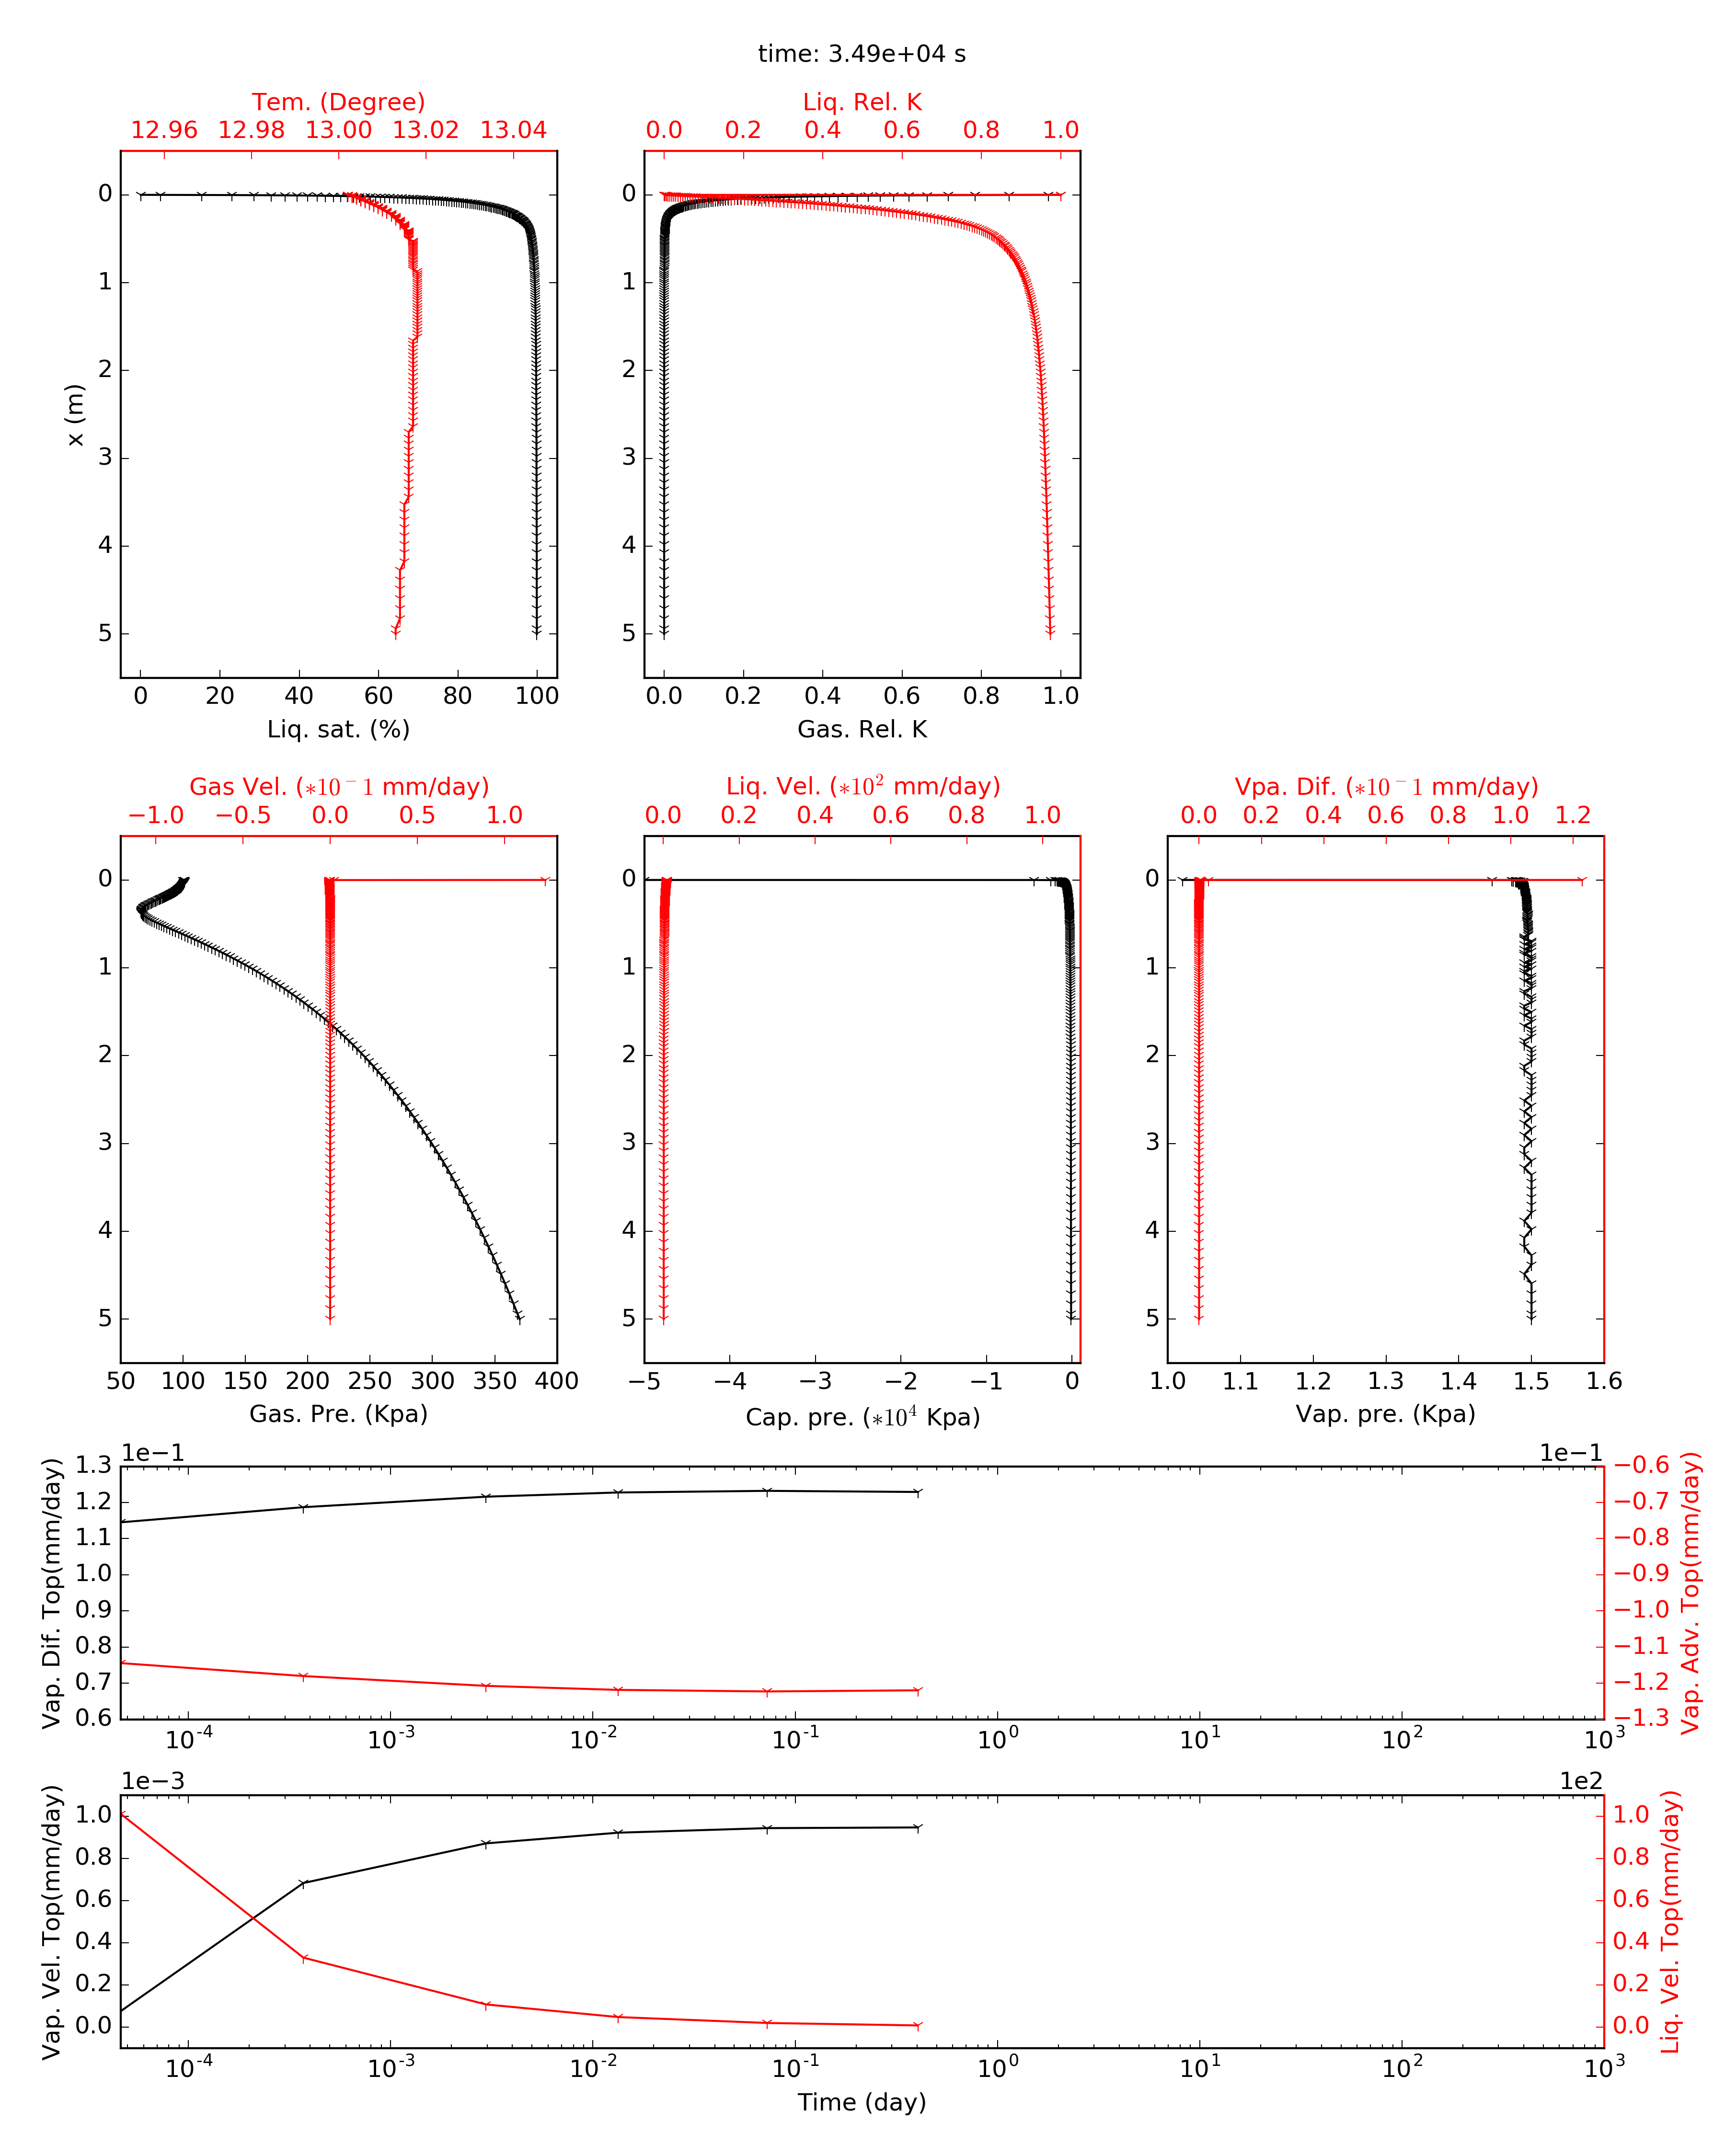 time: 3.49e+04 s
Tem. (Degree)
12.96 12.98 13.00 13.02 13.04
Liq. Rel. K
0.0 0.2 0.4 0.6 0.8 1.0
x (m)
0
1
2
3
4
5
0
1
2
3
4
5
0 20 40 60 80 100
Liq. sat. (%)
0.0 0.2 0.4 0.6 0.8 1.0
Gas. Rel. K
Gas Vel. (*10⁻1 mm/day)
−1.0 −0.5 0.0 0.5 1.0
Liq. Vel. (*10² mm/day)
0.0 0.2 0.4 0.6 0.8 1.0
Vpa. Dif. (*10⁻1 mm/day)
0.0 0.2 0.4 0.6 0.8 1.0 1.2
0
1
2
3
4
5
0
1
2
3
4
5
0
1
2
3
4
5
50 100 150 200 250 300 350 400
Gas. Pre. (Kpa)
−5 −4 −3 −2 −1 0
Cap. pre. (*10⁴ Kpa)
1.0 1.1 1.2 1.3 1.4 1.5 1.6
Vap. pre. (Kpa)
1e−1
1e−1
Vap. Dif. Top(mm/day)
1.3
1.2
1.1
1.0
0.9
0.8
0.7
0.6
−0.6
−0.7
−0.8
−0.9
−1.0
−1.1
−1.2
−1.3
Vap. Adv. Top(mm/day)
10⁻⁴ 10⁻³ 10⁻² 10⁻¹ 10⁰ 10¹ 10² 10³
1e−3
1e2
Vap. Vel. Top(mm/day)
1.0
0.8
0.6
0.4
0.2
0.0
1.0
0.8
0.6
0.4
0.2
0.0
Liq. Vel. Top(mm/day)
10⁻⁴ 10⁻³ 10⁻² 10⁻¹ 10⁰ 10¹ 10² 10³
Time (day)